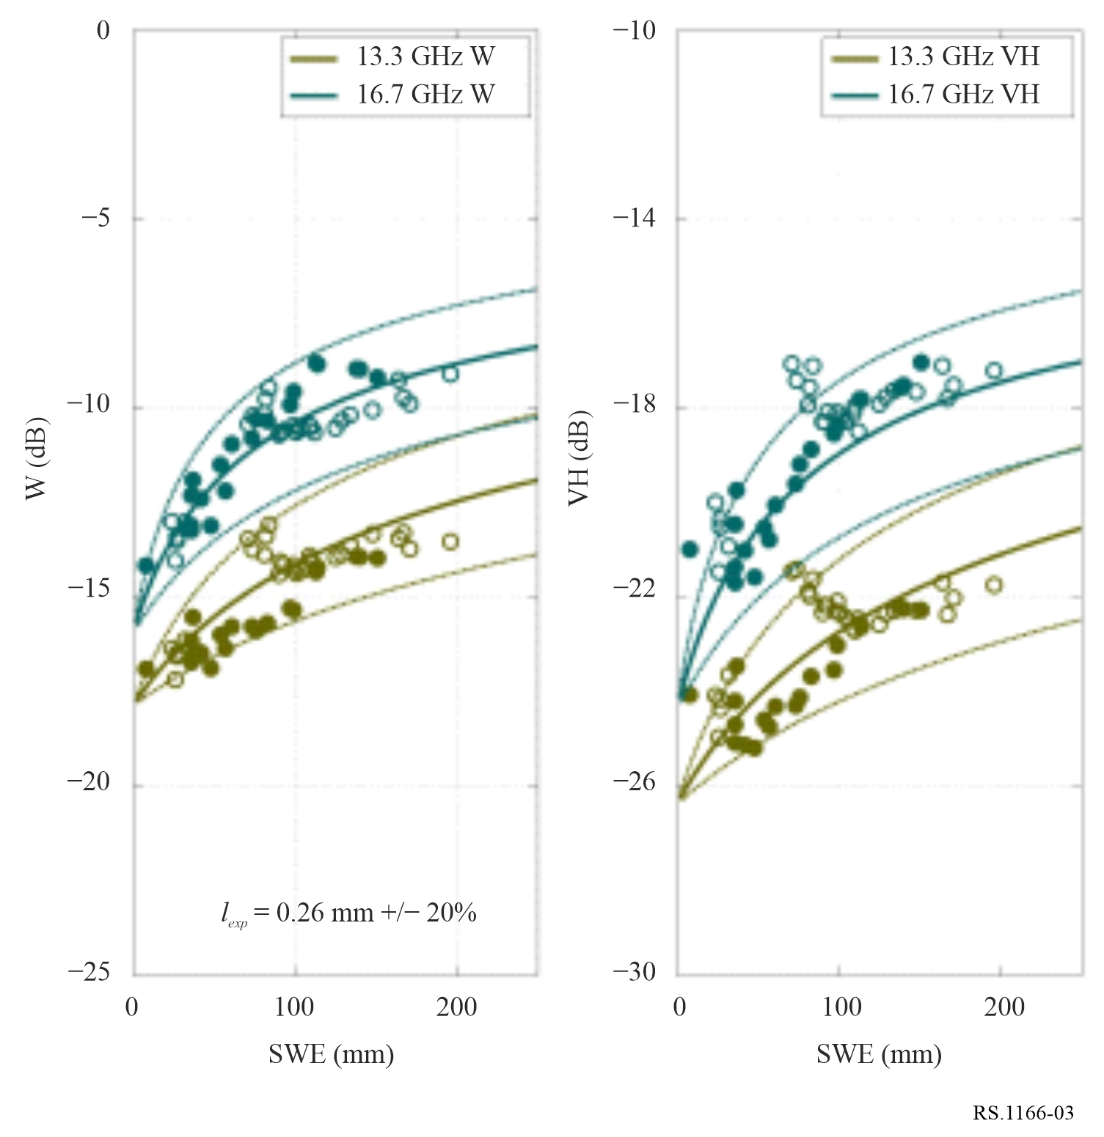 13.3 GHz W
16.7 GHz W
0
−5
−10
−15
−20
−25
W (dB)
l_exp = 0.26 mm +/− 20%
0 100 200
SWE (mm)
13.3 GHz VH
16.7 GHz VH
−10
−14
−18
−22
−26
−30
VH (dB)
0 100 200
SWE (mm)
RS.1166-03